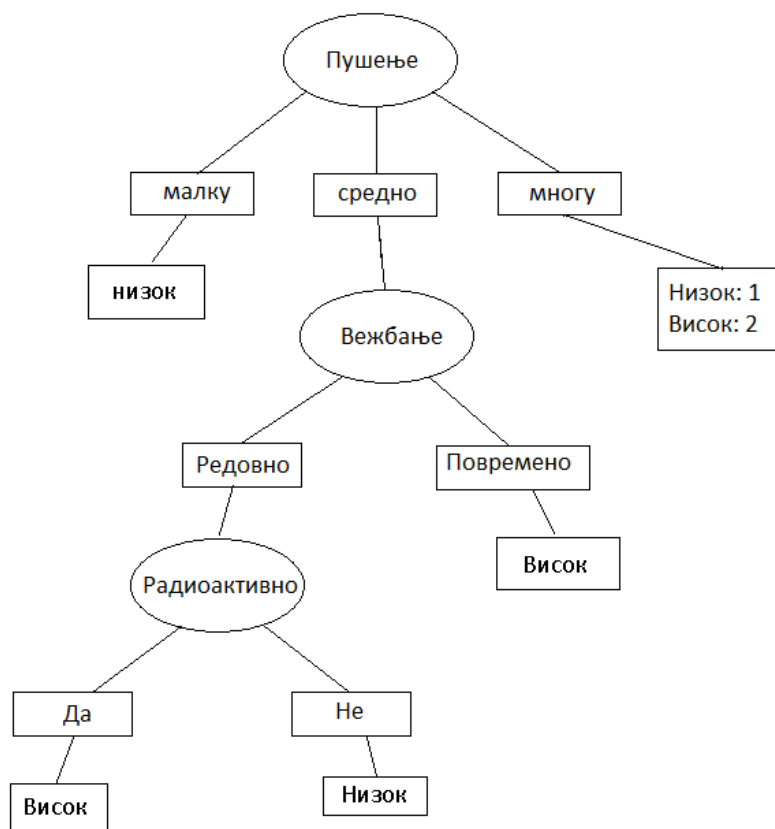 Пушење
малку
средно
многу
низок
Низок: 1
Висок: 2
Вежбање
Редовно
Повремено
Висок
Радиоактивно
Да
Не
Висок
Низок